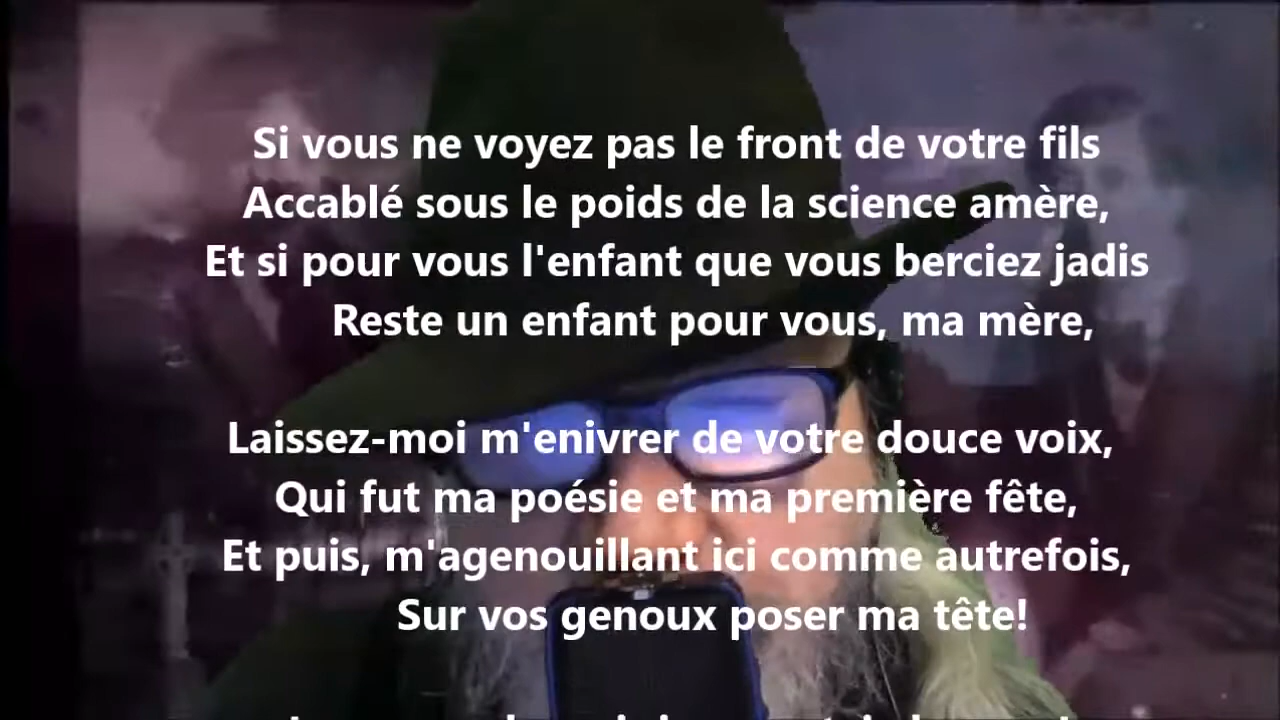 Si vous ne voyez pas le front de votre fils
Accablé sous le poids de la science amère,
Et si pour vous l'enfant que vous berciez jadis
Reste un enfant pour vous, ma mère,
Laissez-moi m'enivrer de votre douce voix,
Qui fut ma poésie et ma première fête,
Et puis, m'agenouillant ici comme autrefois,
Sur vos genoux poser ma tête!